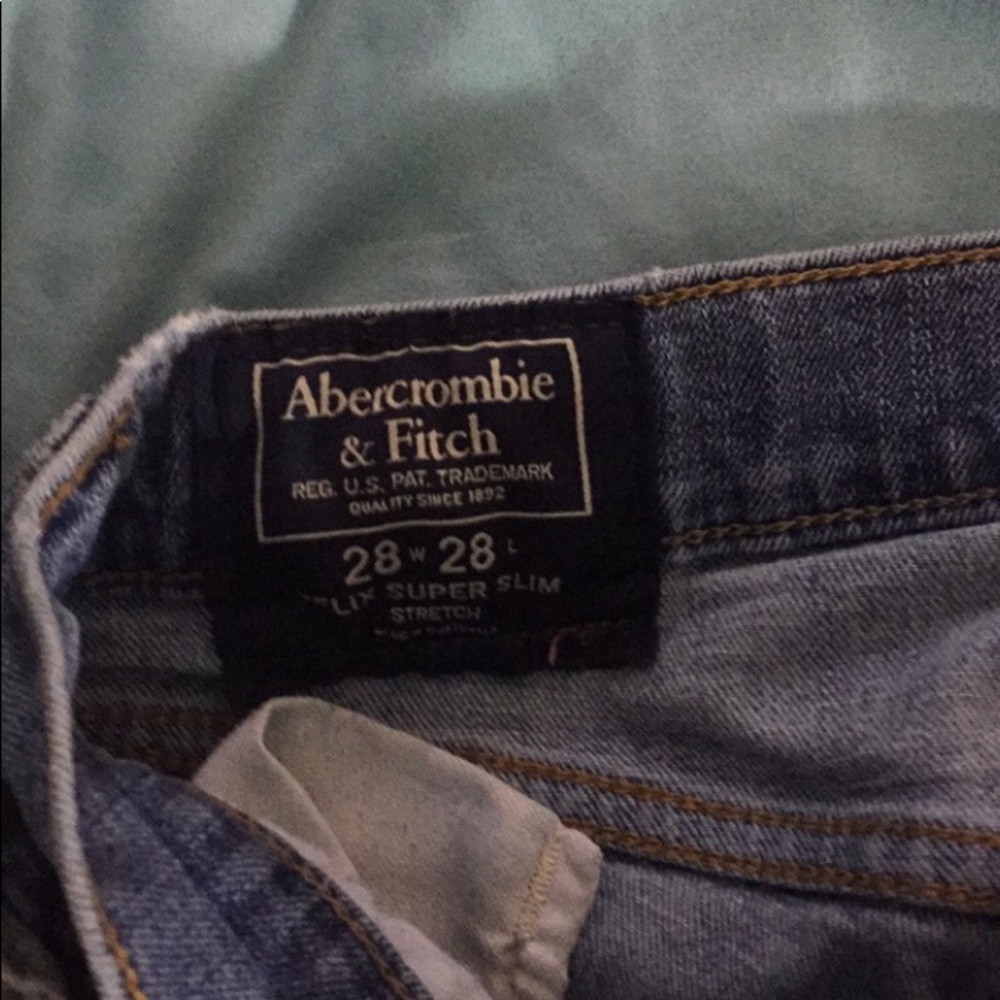 Abercrombie
& Fitch
REG. U.S. PAT. TRADEMARK
QUALITY SINCE 1892
28 W 28 L
SUPER SLIM
STRETCH